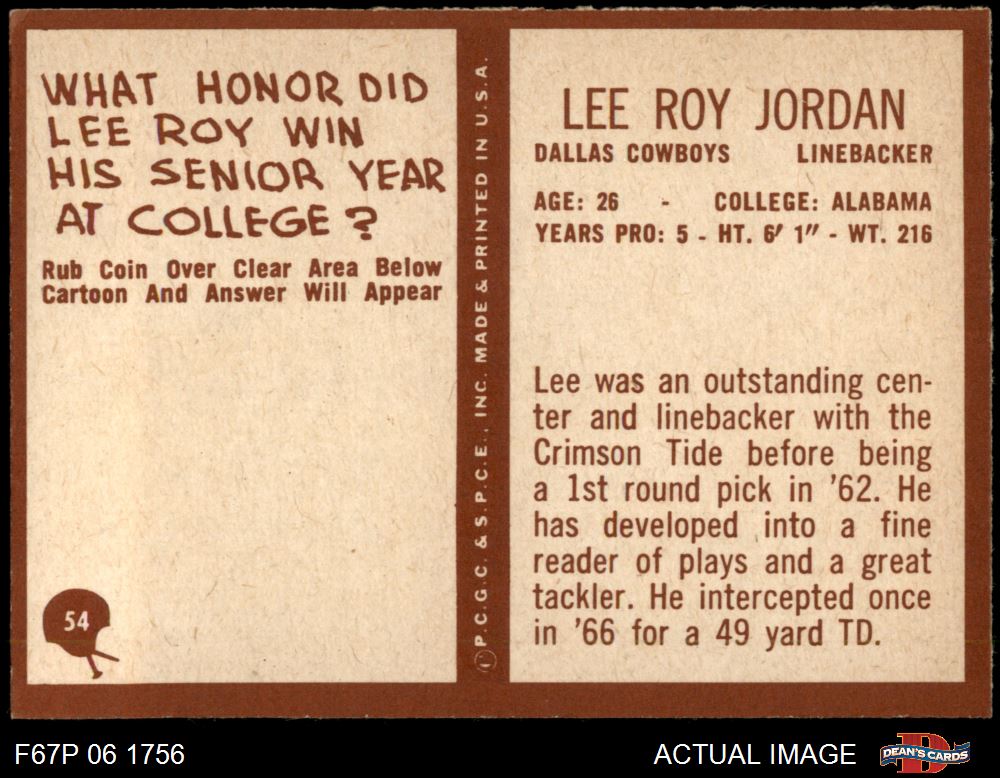 WHAT HONOR DID
LEE ROY WIN
HIS SENIOR YEAR
AT COLLEGE?
Rub Coin Over Clear Area Below
Cartoon And Answer Will Appear
54
© P.C.G.C. & S.P.C.E., INC. MADE & PRINTED IN U.S.A.
LEE ROY JORDAN
DALLAS COWBOYS LINEBACKER
AGE: 26 - COLLEGE: ALABAMA
YEARS PRO: 5 - HT. 6' 1" - WT. 216
Lee was an outstanding cen-
ter and linebacker with the
Crimson Tide before being
a 1st round pick in '62. He
has developed into a fine
reader of plays and a great
tackler. He intercepted once
in '66 for a 49 yard TD.
F67P 06 1756
ACTUAL IMAGE
D
DEAN'S CARDS